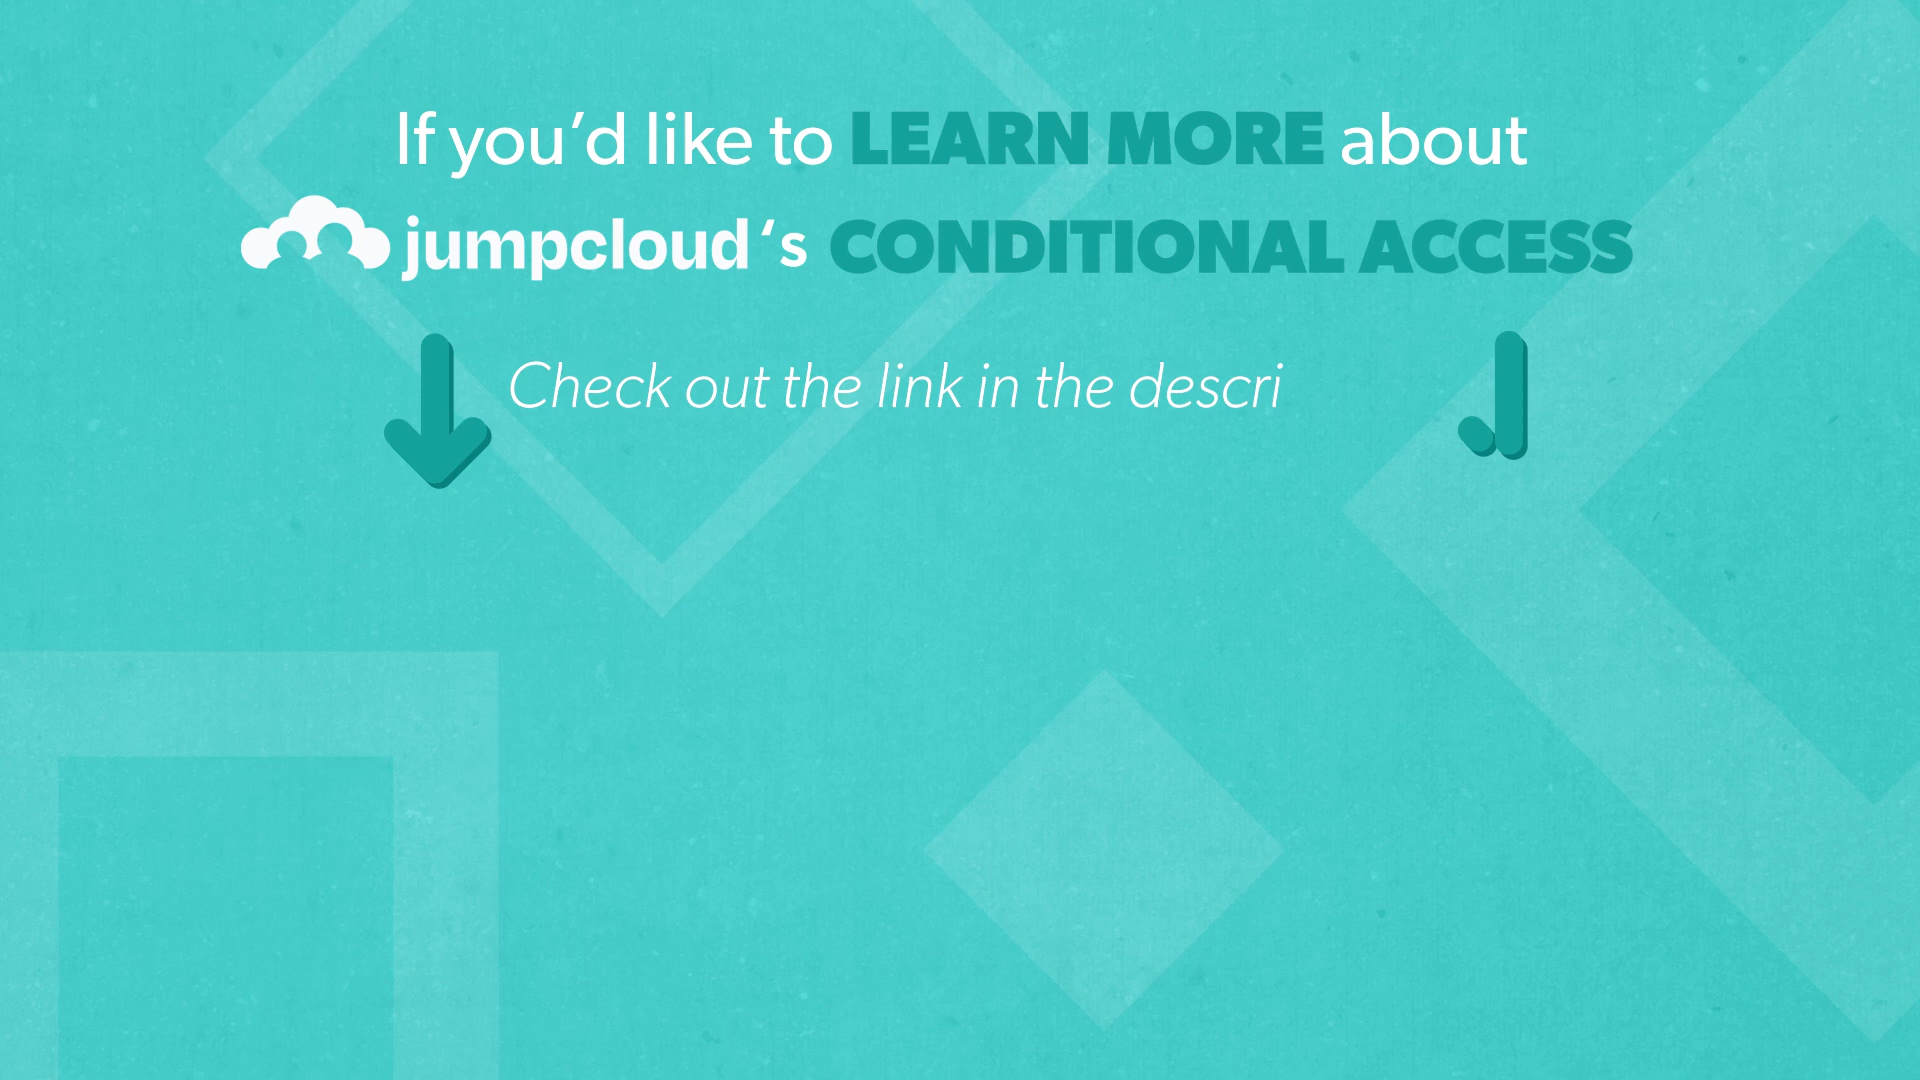 If you’d like to LEARN MORE about
jumpcloud‘s CONDITIONAL ACCESS
Check out the link in the descri